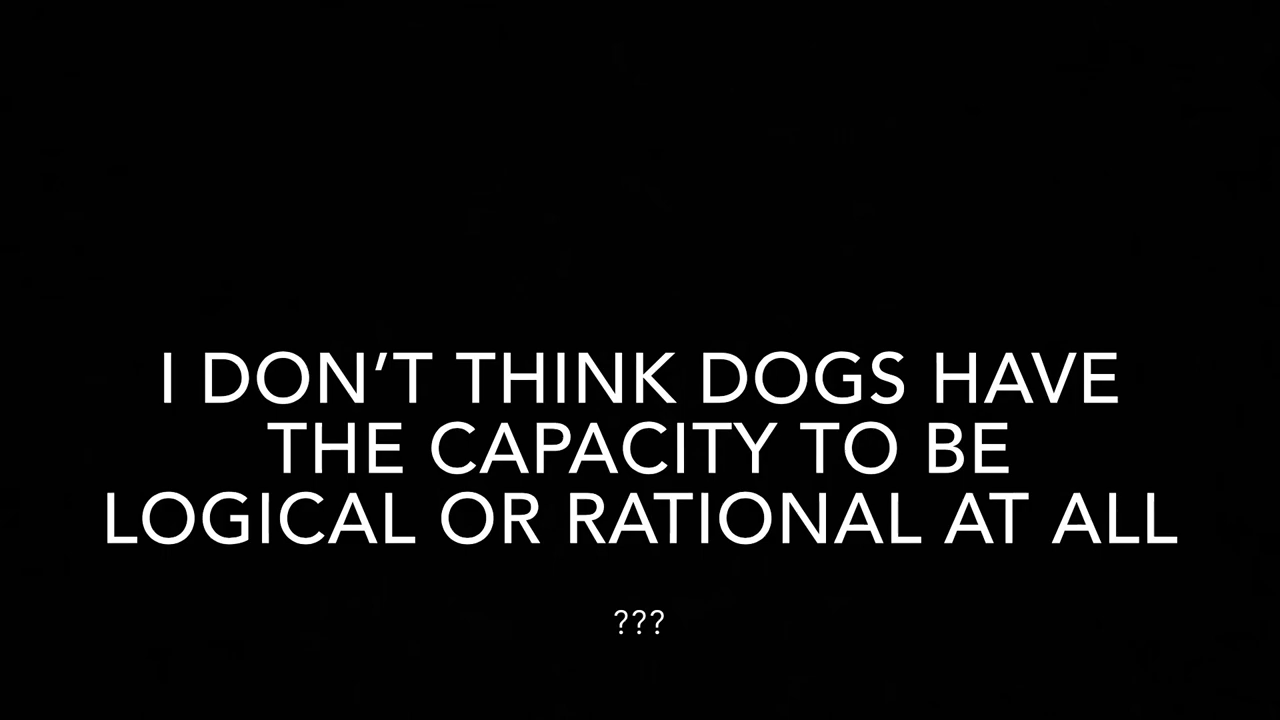 I DON’T THINK DOGS HAVE
THE CAPACITY TO BE
LOGICAL OR RATIONAL AT ALL
???